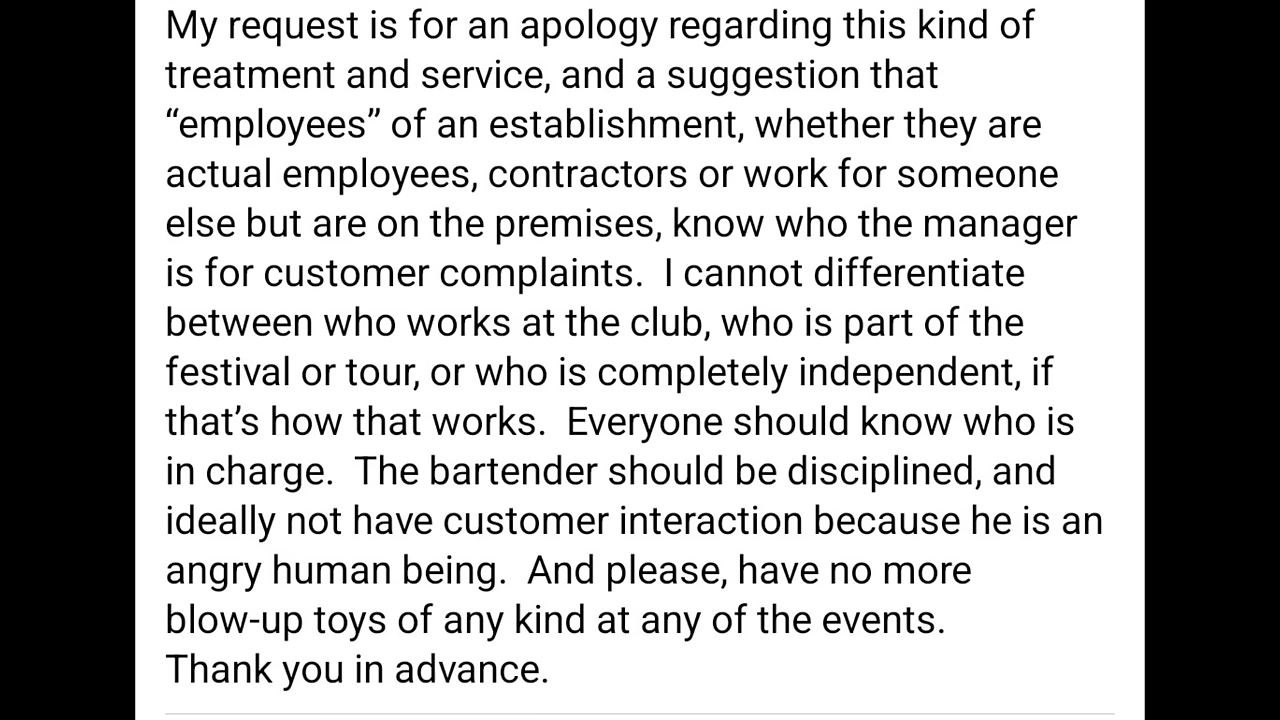 My request is for an apology regarding this kind of
treatment and service, and a suggestion that
“employees” of an establishment, whether they are
actual employees, contractors or work for someone
else but are on the premises, know who the manager
is for customer complaints.  I cannot differentiate
between who works at the club, who is part of the
festival or tour, or who is completely independent, if
that’s how that works.  Everyone should know who is
in charge.  The bartender should be disciplined, and
ideally not have customer interaction because he is an
angry human being.  And please, have no more
blow-up toys of any kind at any of the events.
Thank you in advance.